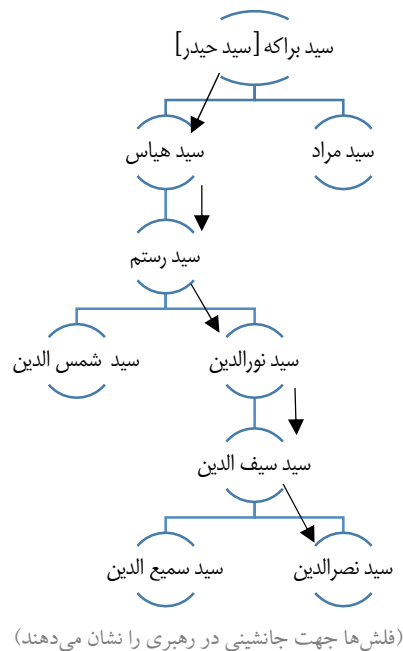 سید براکه [سید حیدر]
سید مراد
سید هیاس
سید رستم
سید نورالدین
سید شمس الدین
سید سیف الدین
سید نصرالدین
سید سمیع الدین
(فلش‌ها جهت جانشینی در رهبری را نشان می‌دهند)